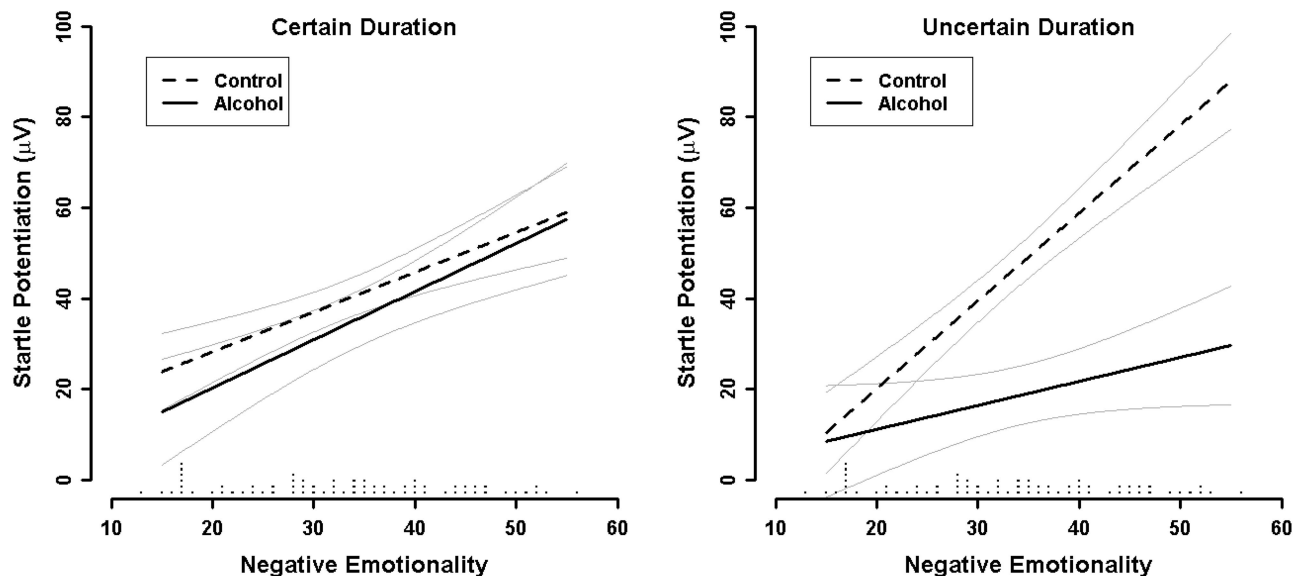 Certain Duration
Control
Alcohol
Startle Potentiation (μV)
0
20
40
60
80
100
10 20 30 40 50 60
Negative Emotionality
Uncertain Duration
Control
Alcohol
Startle Potentiation (μV)
0
20
40
60
80
100
10 20 30 40 50 60
Negative Emotionality